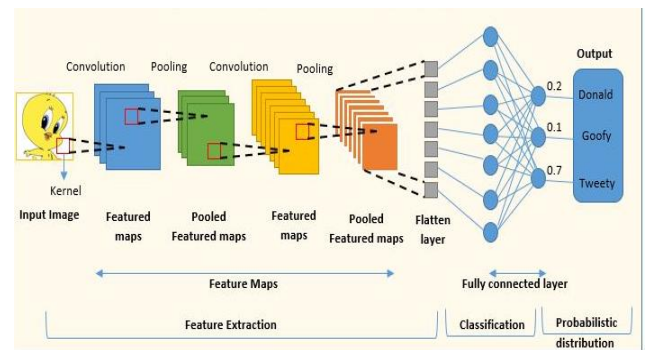 Convolution
Pooling
Convolution
Pooling
Output
0.2
Donald
0.1
Goofy
0.7
Tweety
Kernel
Input Image
Featured
maps
Pooled
Featured maps
Featured
maps
Pooled
Featured maps
Flatten
layer
Feature Maps
Fully connected layer
Feature Extraction
Classification
Probabilistic
distribution